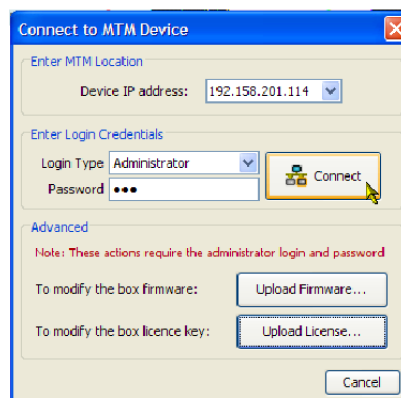 Connect to MTM Device
Enter MTM Location
Device IP address: 192.158.201.114
Enter Login Credentials
Login Type Administrator
Password •••
Connect
Advanced
Note: These actions require the administrator login and password
To modify the box firmware: Upload Firmware...
To modify the box licence key: Upload License...
Cancel